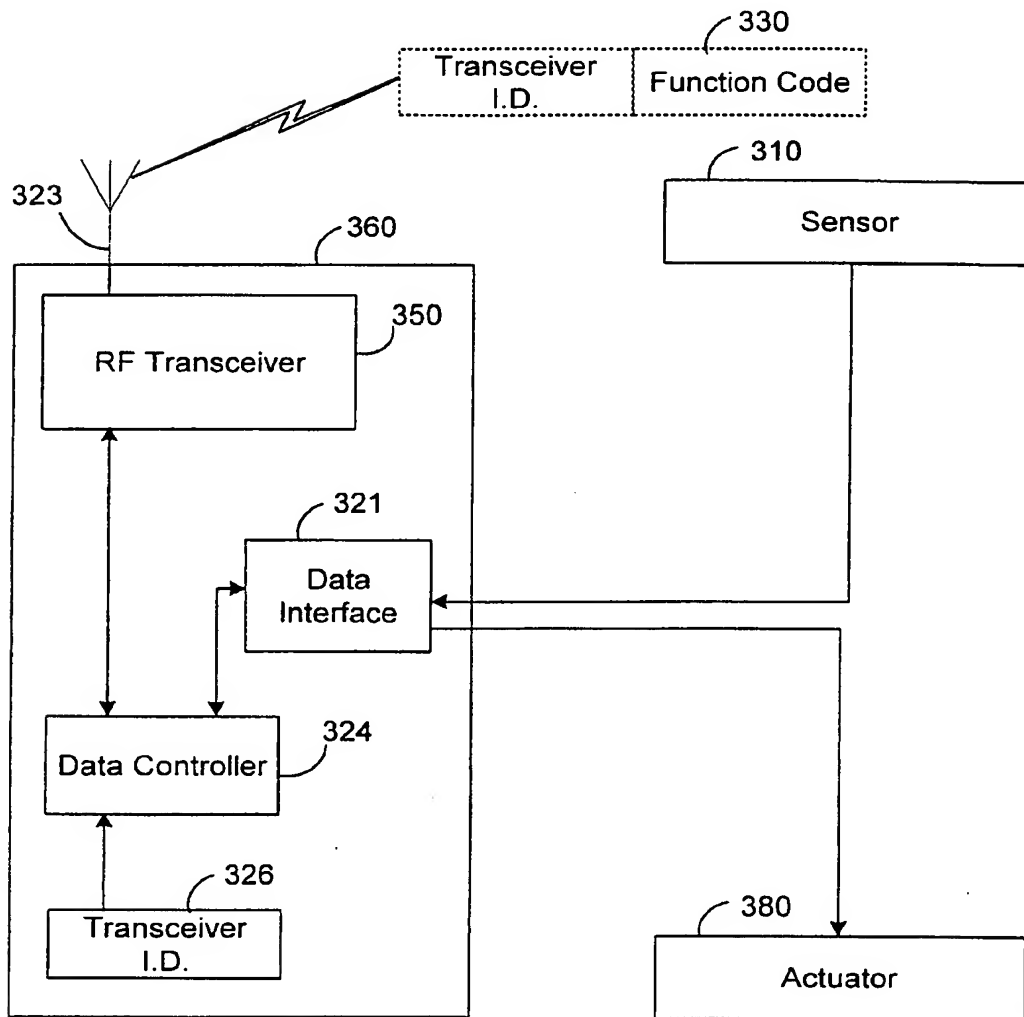 330
Transceiver
I.D.
Function Code
310
Sensor
323
360
350
RF Transceiver
321
Data
Interface
324
Data Controller
326
Transceiver
I.D.
380
Actuator